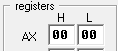 registers
H L
AX 00 00